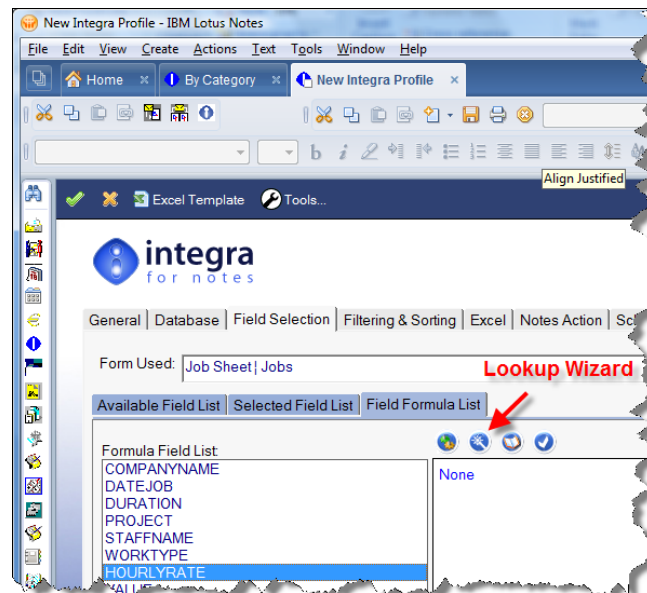 New Integra Profile - IBM Lotus Notes
File Edit View Create Actions Text Tools Window Help
Home By Category New Integra Profile
b i
Align Justified
Excel Template Tools...
integra
for notes
General Database Field Selection Filtering & Sorting Excel Notes Action
Form Used: Job Sheet¦ Jobs
Lookup Wizard
Available Field List Selected Field List Field Formula List
Formula Field List
None
COMPANYNAME
DATEJOB
DURATION
PROJECT
STAFFNAME
WORKTYPE
HOURLYRATE